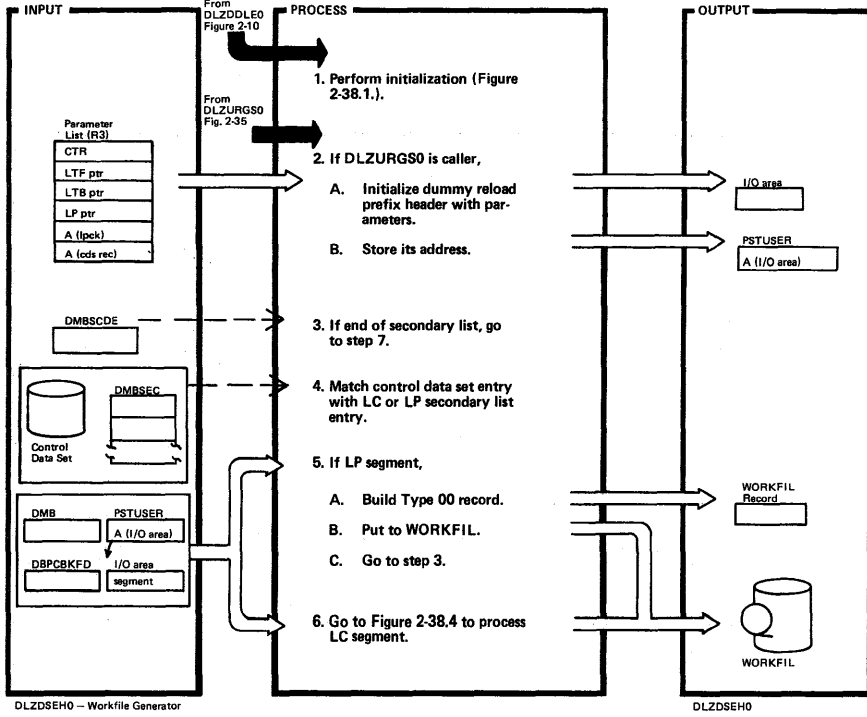 INPUT
From
DLZDDLE0
Figure 2-10
PROCESS
OUTPUT
1. Perform initialization (Figure
2-38.1.).
From
DLZURGS0
Fig. 2-35
Parameter
List (R3)
CTR
LTF ptr
LTB ptr
LP ptr
A (lpck)
A (cds rec)
2. If DLZURGS0 is caller,
A. Initialize dummy reload
prefix header with par-
ameters.
B. Store its address.
I/O area
PSTUSER
A (I/O area)
DMBSCDE
3. If end of secondary list, go
to step 7.
Control
Data Set
DMBSEC
4. Match control data set entry
with LC or LP secondary list
entry.
DMB
PSTUSER
A (I/O area)
DBPCBKFD
I/O area
segment
5. If LP segment,
A. Build Type 00 record.
B. Put to WORKFIL.
C. Go to step 3.
WORKFIL
Record
6. Go to Figure 2-38.4 to process
LC segment.
WORKFIL
DLZDSEH0 – Workfile Generator
DLZDSEH0